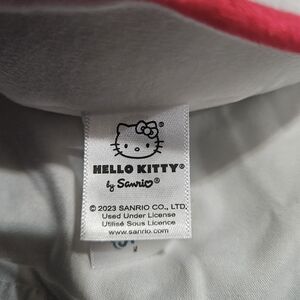 HELLO KITTY®
by Sanrio®
© 2023 SANRIO CO., LTD.
Used Under License
Utilisé Sous Licence
www.sanrio.com